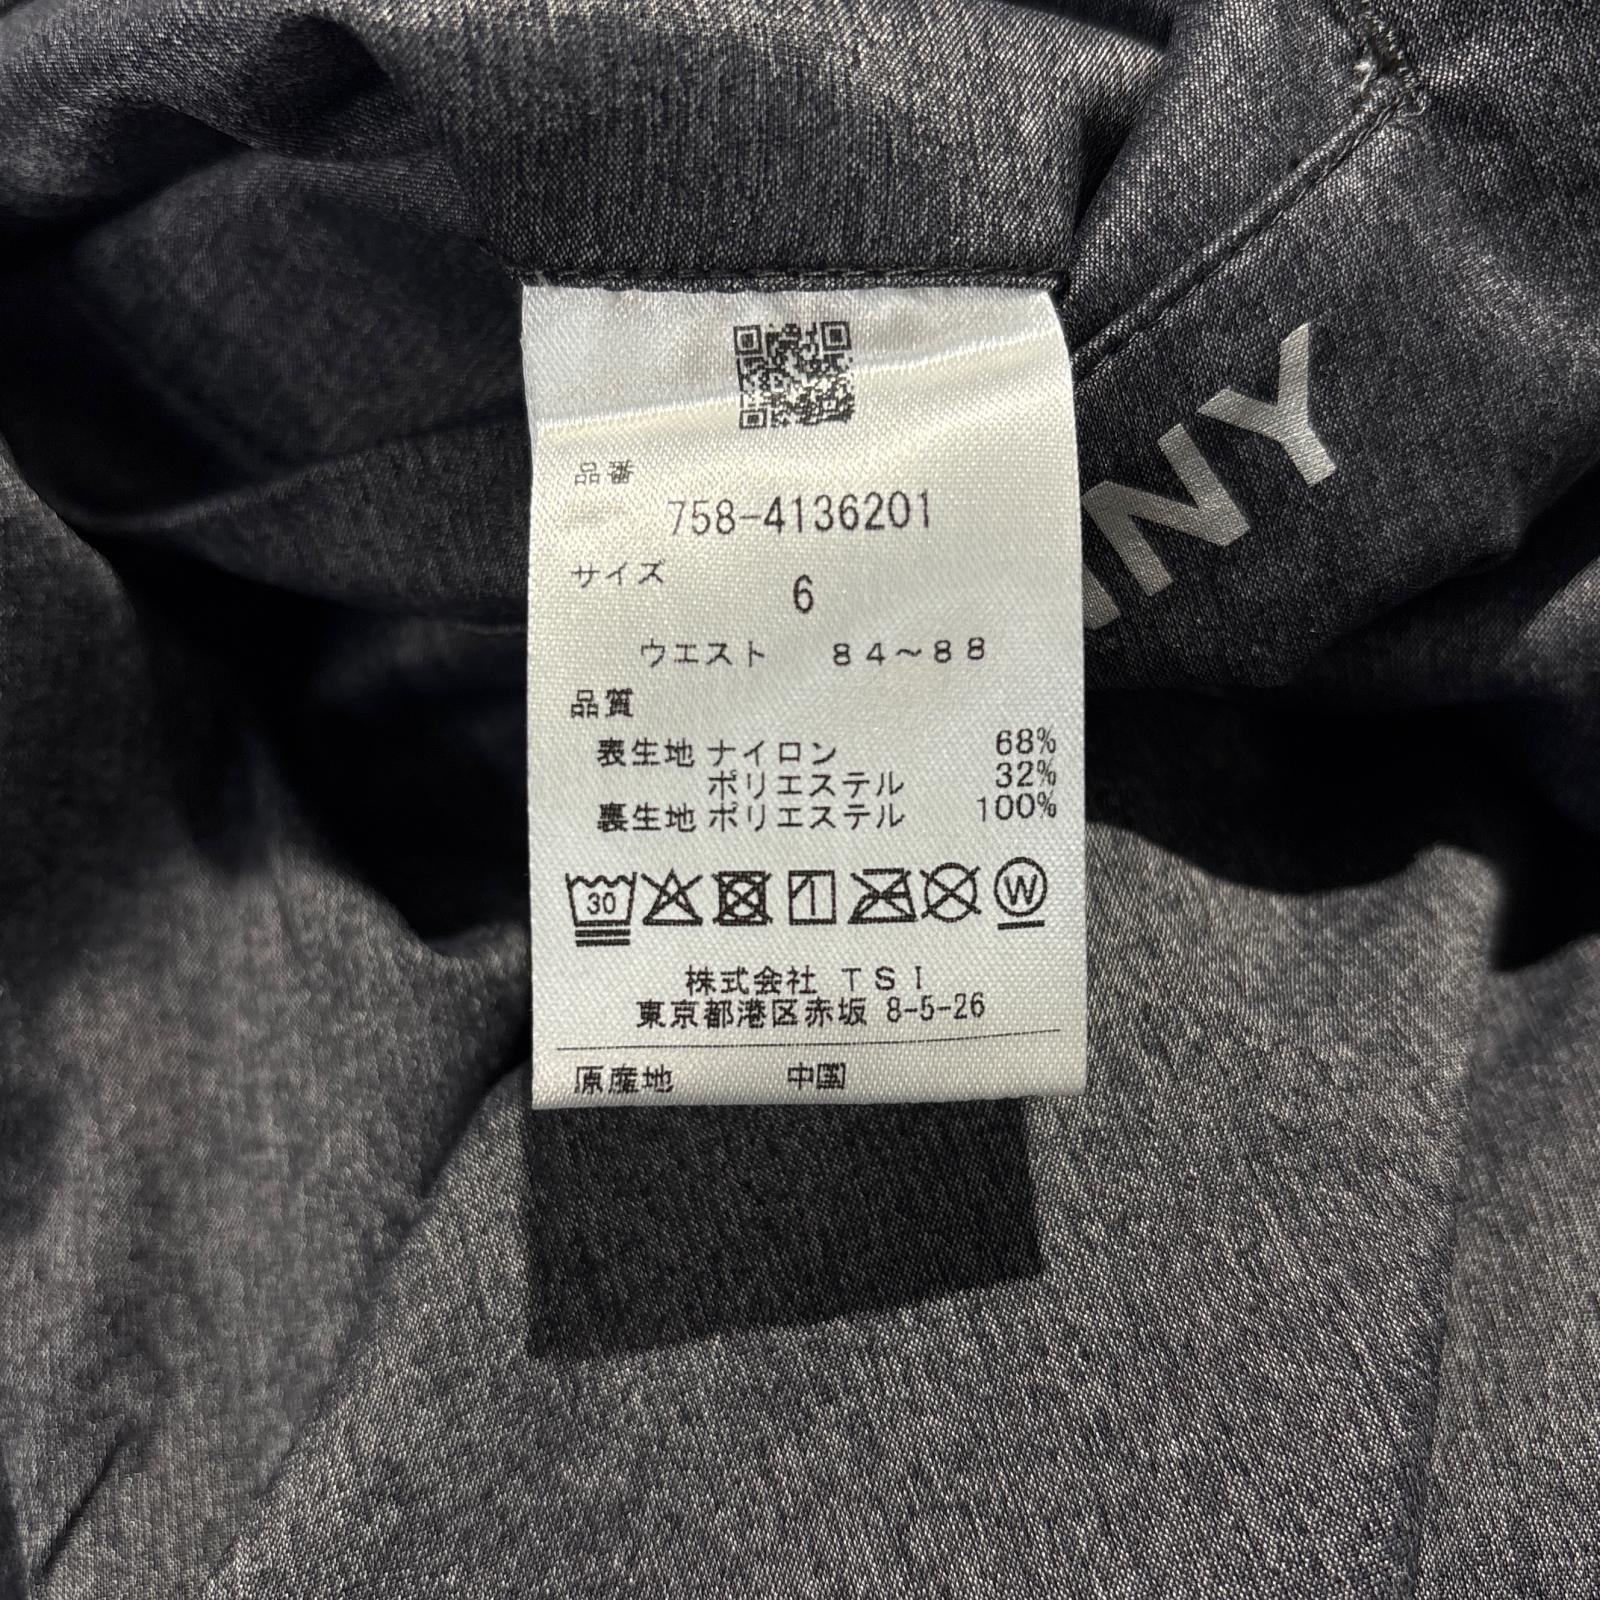 品番
758-4136201
サイズ
6
ウエスト 84～88
品質
表生地 ナイロン 68%
ポリエステル 32%
裏生地 ポリエステル 100%
30
W
株式会社 TSI
東京都港区赤坂 8-5-26
原産地 中国
NNY